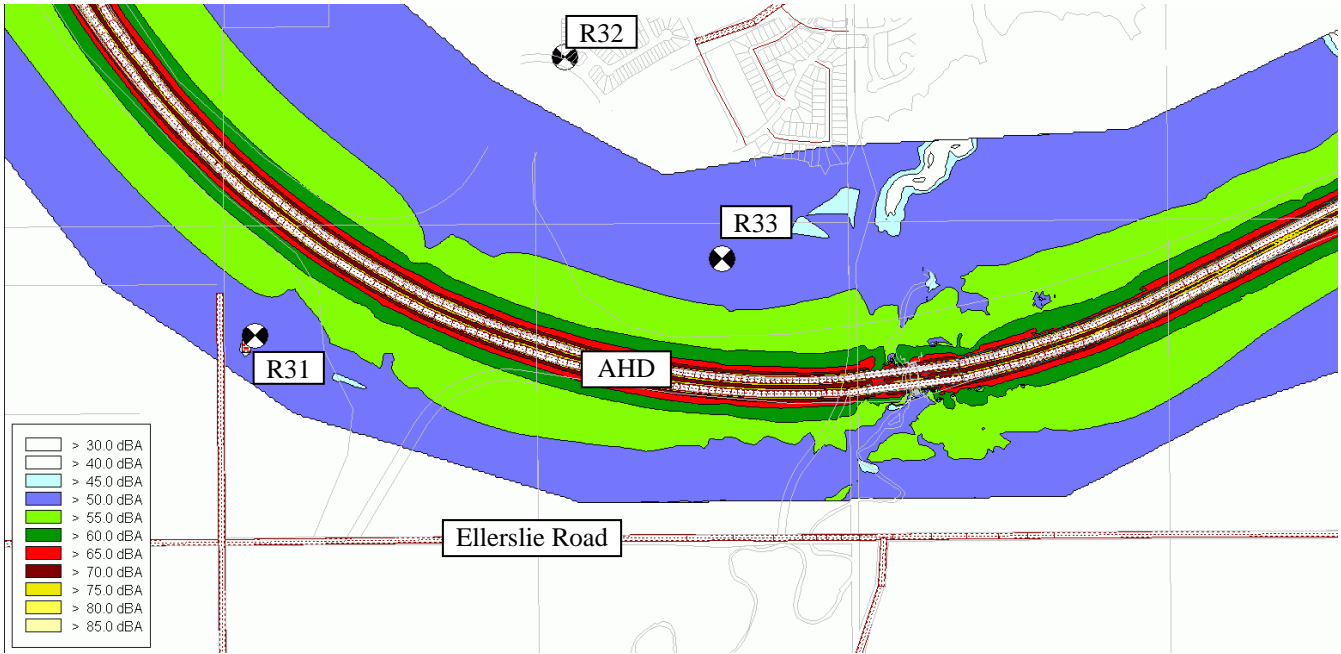 R32
R33
R31
AHD
Ellerslie Road
> 30.0 dBA
> 40.0 dBA
> 45.0 dBA
> 50.0 dBA
> 55.0 dBA
> 60.0 dBA
> 65.0 dBA
> 70.0 dBA
> 75.0 dBA
> 80.0 dBA
> 85.0 dBA